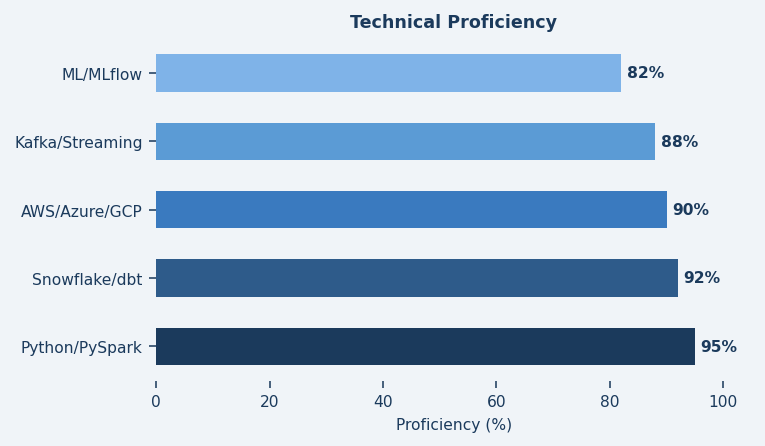 Technical Proficiency
ML/MLflow 82%
Kafka/Streaming 88%
AWS/Azure/GCP 90%
Snowflake/dbt 92%
Python/PySpark 95%
0 20 40 60 80 100
Proficiency (%)